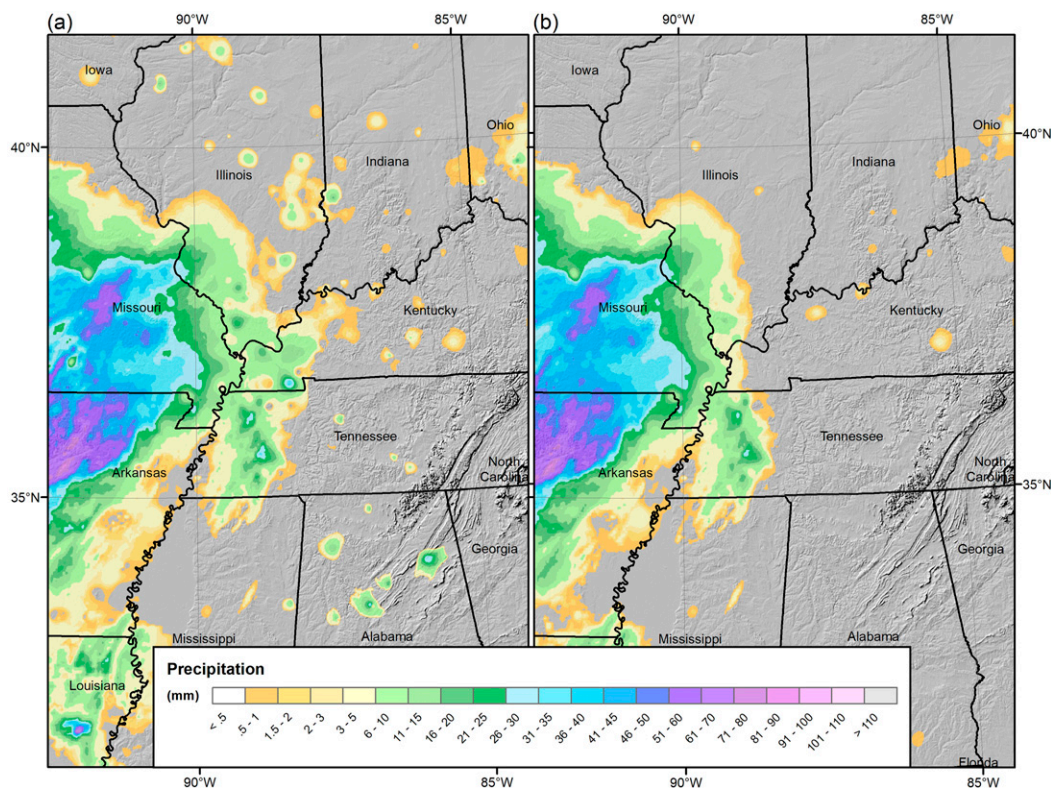 (a)
90°W
85°W
(b)
90°W
85°W
Iowa
Ohio
40°N
Illinois
Indiana
Missouri
Kentucky
Tennessee
Arkansas
North
Carolina
Georgia
Mississippi
Alabama
Louisiana
Iowa
Ohio
40°N
Illinois
Indiana
Missouri
Kentucky
Tennessee
Arkansas
North
Carolina
35°N
35°N
Georgia
Mississippi
Alabama
Florida
Precipitation
(mm)
< .5
.5 - 1
1.5 - 2
2 - 3
3 - 5
6 - 10
11 - 15
16 - 20
21 - 25
26 - 30
31 - 35
36 - 40
41 - 45
46 - 50
51 - 60
61 - 70
71 - 80
81 - 90
91 - 100
101 - 110
> 110
90°W
85°W
90°W
85°W